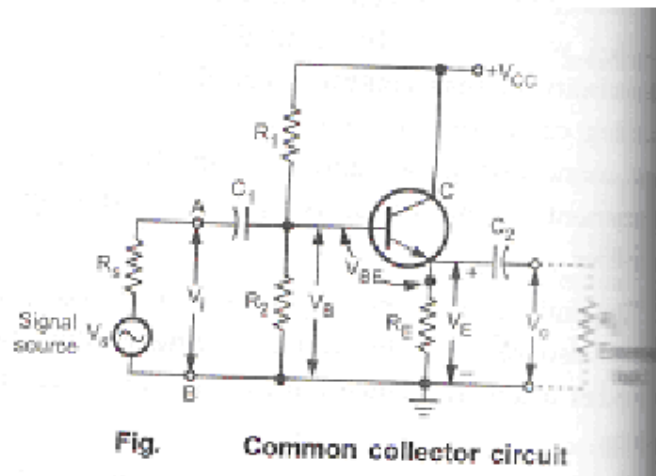 +VCC
R1
C
C1
A
C2
VBE
Rs
Vi
R2
VB
RE
VE
Vo
+
−
Signal
source
Vs
B
Fig. Common collector circuit